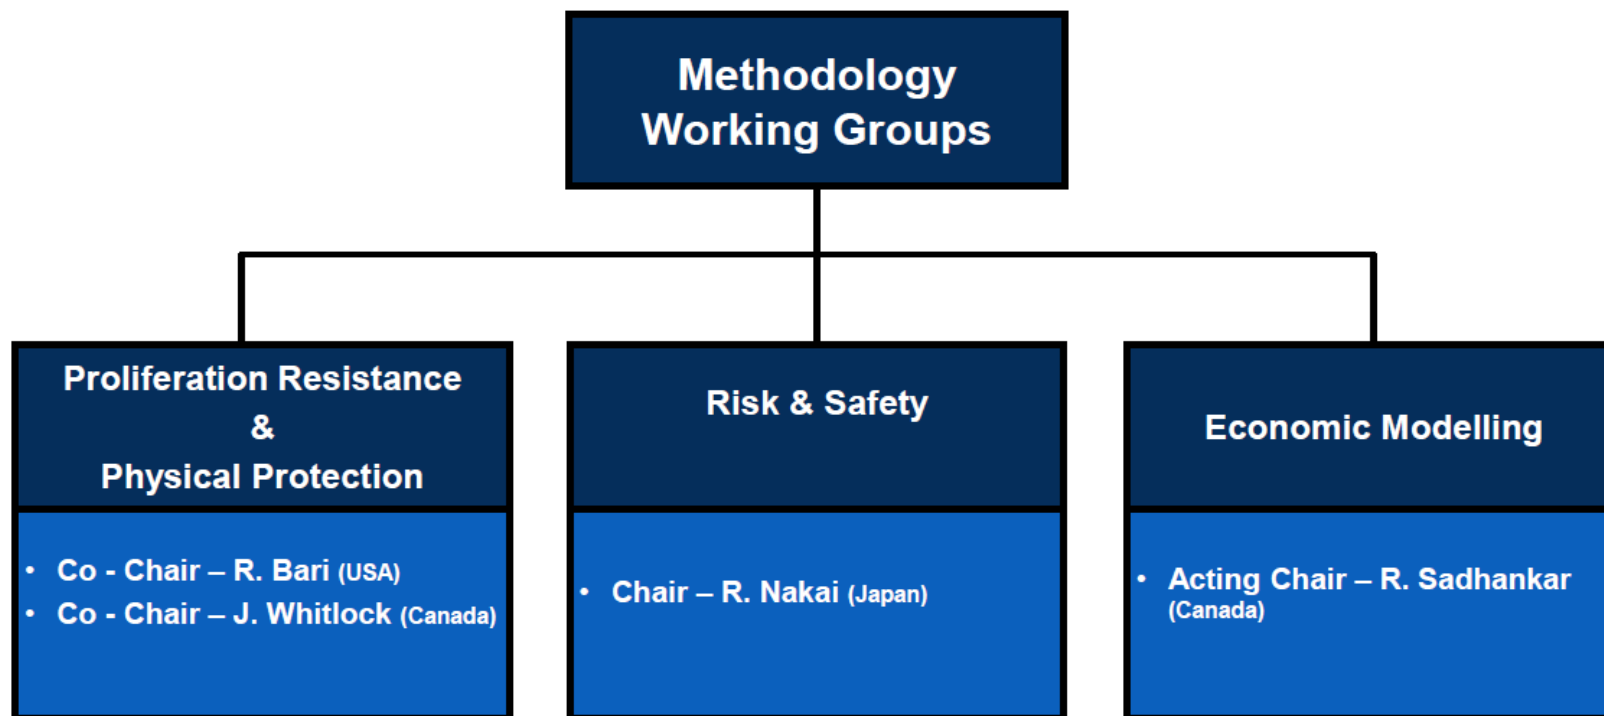 Methodology
Working Groups
Proliferation Resistance
&
Physical Protection
• Co - Chair – R. Bari (USA)
• Co - Chair – J. Whitlock (Canada)
Risk & Safety
• Chair – R. Nakai (Japan)
Economic Modelling
• Acting Chair – R. Sadhankar
(Canada)